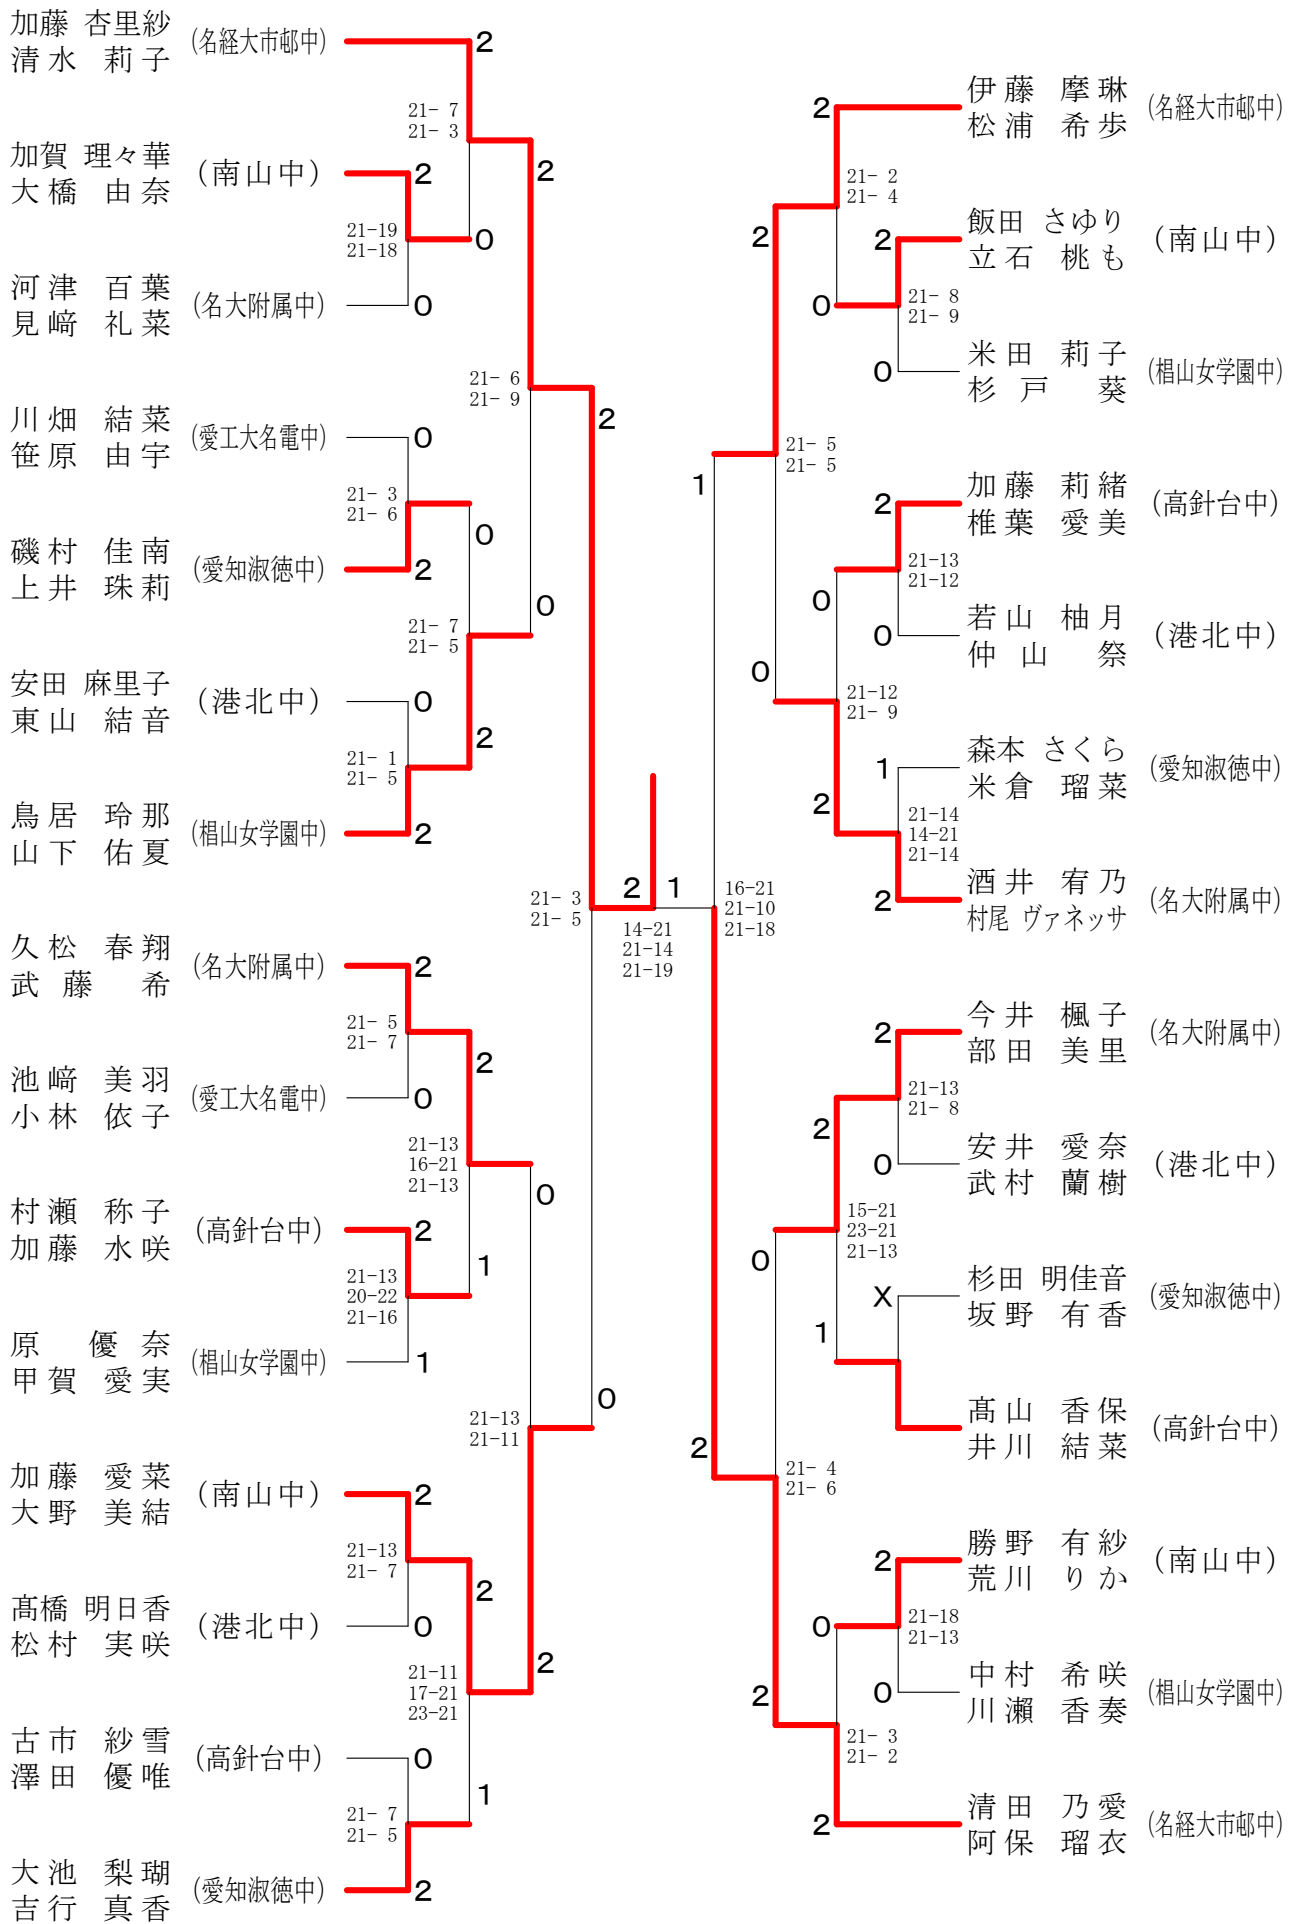 加藤 杏里紗
清水 莉子
(名経大市邨中)
2
21- 7
21- 3
2
加賀 理々華
大橋 由奈
(南山中)
2
21-19
21-18
0
河津 百葉
見﨑 礼菜
(名大附属中)
0
21- 6
21- 9
2
川畑 結菜
笹原 由宇
(愛工大名電中)
0
21- 3
21- 6
0
磯村 佳南
上井 珠莉
(愛知淑徳中)
2
21- 7
21- 5
0
安田 麻里子
東山 結音
(港北中)
0
21- 1
21- 5
2
鳥居 玲那
山下 佑夏
(椙山女学園中)
2
21- 3
21- 5
2
1
14-21
21-14
21-19
久松 春翔
武藤 希
(名大附属中)
2
21- 5
21- 7
2
池﨑 美羽
小林 依子
(愛工大名電中)
0
21-13
16-21
21-13
0
村瀬 称子
加藤 水咲
(高針台中)
2
21-13
20-22
21-16
1
原 優奈
甲賀 愛実
(椙山女学園中)
1
21-13
21-11
0
加藤 愛菜
大野 美結
(南山中)
2
21-13
21- 7
2
髙橋 明日香
松村 実咲
(港北中)
0
21-11
17-21
23-21
2
古市 紗雪
澤田 優唯
(高針台中)
0
21- 7
21- 5
1
大池 梨瑚
吉行 真香
(愛知淑徳中)
2
2
伊藤 摩琳
松浦 希歩
(名経大市邨中)
21- 2
21- 4
2
2
飯田 さゆり
立石 桃も
(南山中)
0
21- 8
21- 9
0
米田 莉子
杉戸 葵
(椙山女学園中)
1
21- 5
21- 5
2
加藤 莉緒
椎葉 愛美
(高針台中)
0
21-13
21-12
0
若山 柚月
仲山 祭
(港北中)
0
21-12
21- 9
1
森本 さくら
米倉 瑠菜
(愛知淑徳中)
2
21-14
14-21
21-14
2
酒井 宥乃
村尾 ヴァネッサ
(名大附属中)
16-21
21-10
21-18
2
今井 楓子
部田 美里
(名大附属中)
2
21-13
21- 8
0
安井 愛奈
武村 蘭樹
(港北中)
0
15-21
23-21
21-13
X
杉田 明佳音
坂野 有香
(愛知淑徳中)
1
髙山 香保
井川 結菜
(高針台中)
2
21- 4
21- 6
2
勝野 有紗
荒川 りか
(南山中)
0
21-18
21-13
0
中村 希咲
川瀬 香奏
(椙山女学園中)
2
21- 3
21- 2
2
清田 乃愛
阿保 瑠衣
(名経大市邨中)